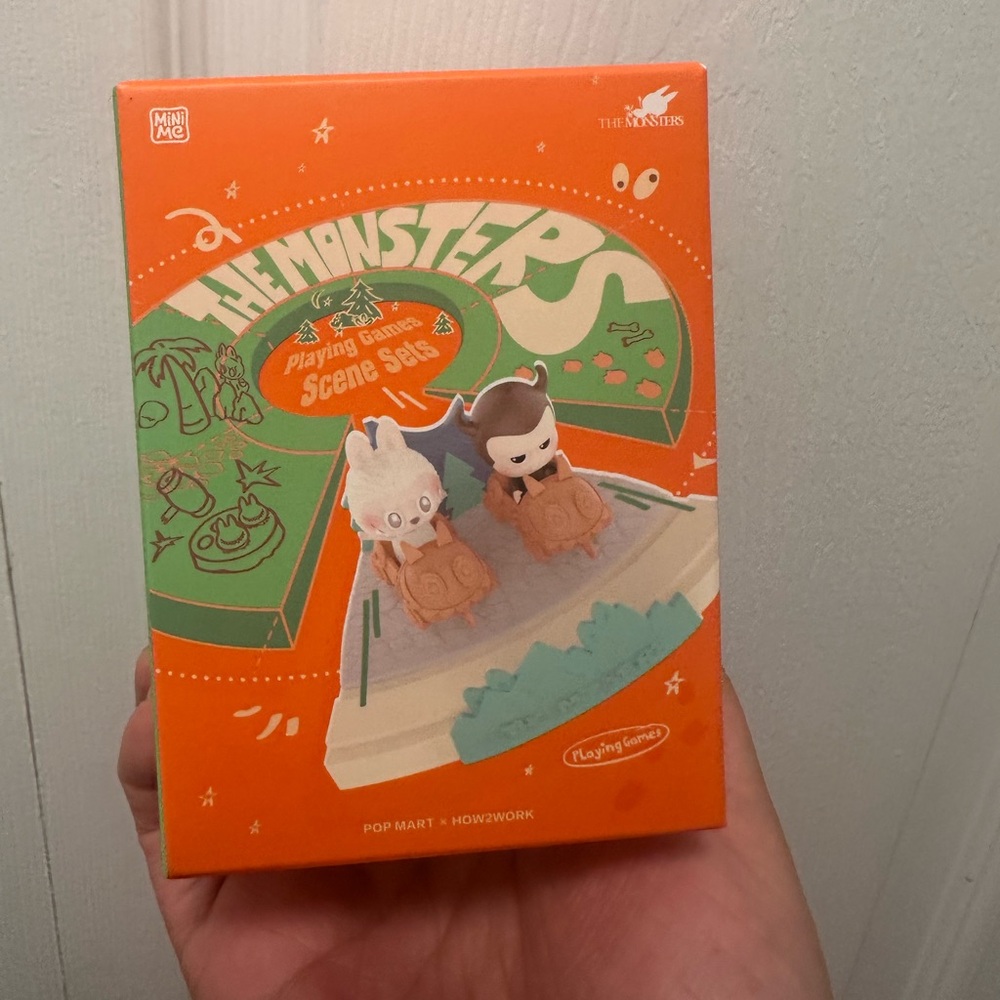 MINI
ME
THE MONSTERS
THE MONSTERS
Playing Games
Scene Sets
Playing Games
POP MART × HOW2WORK